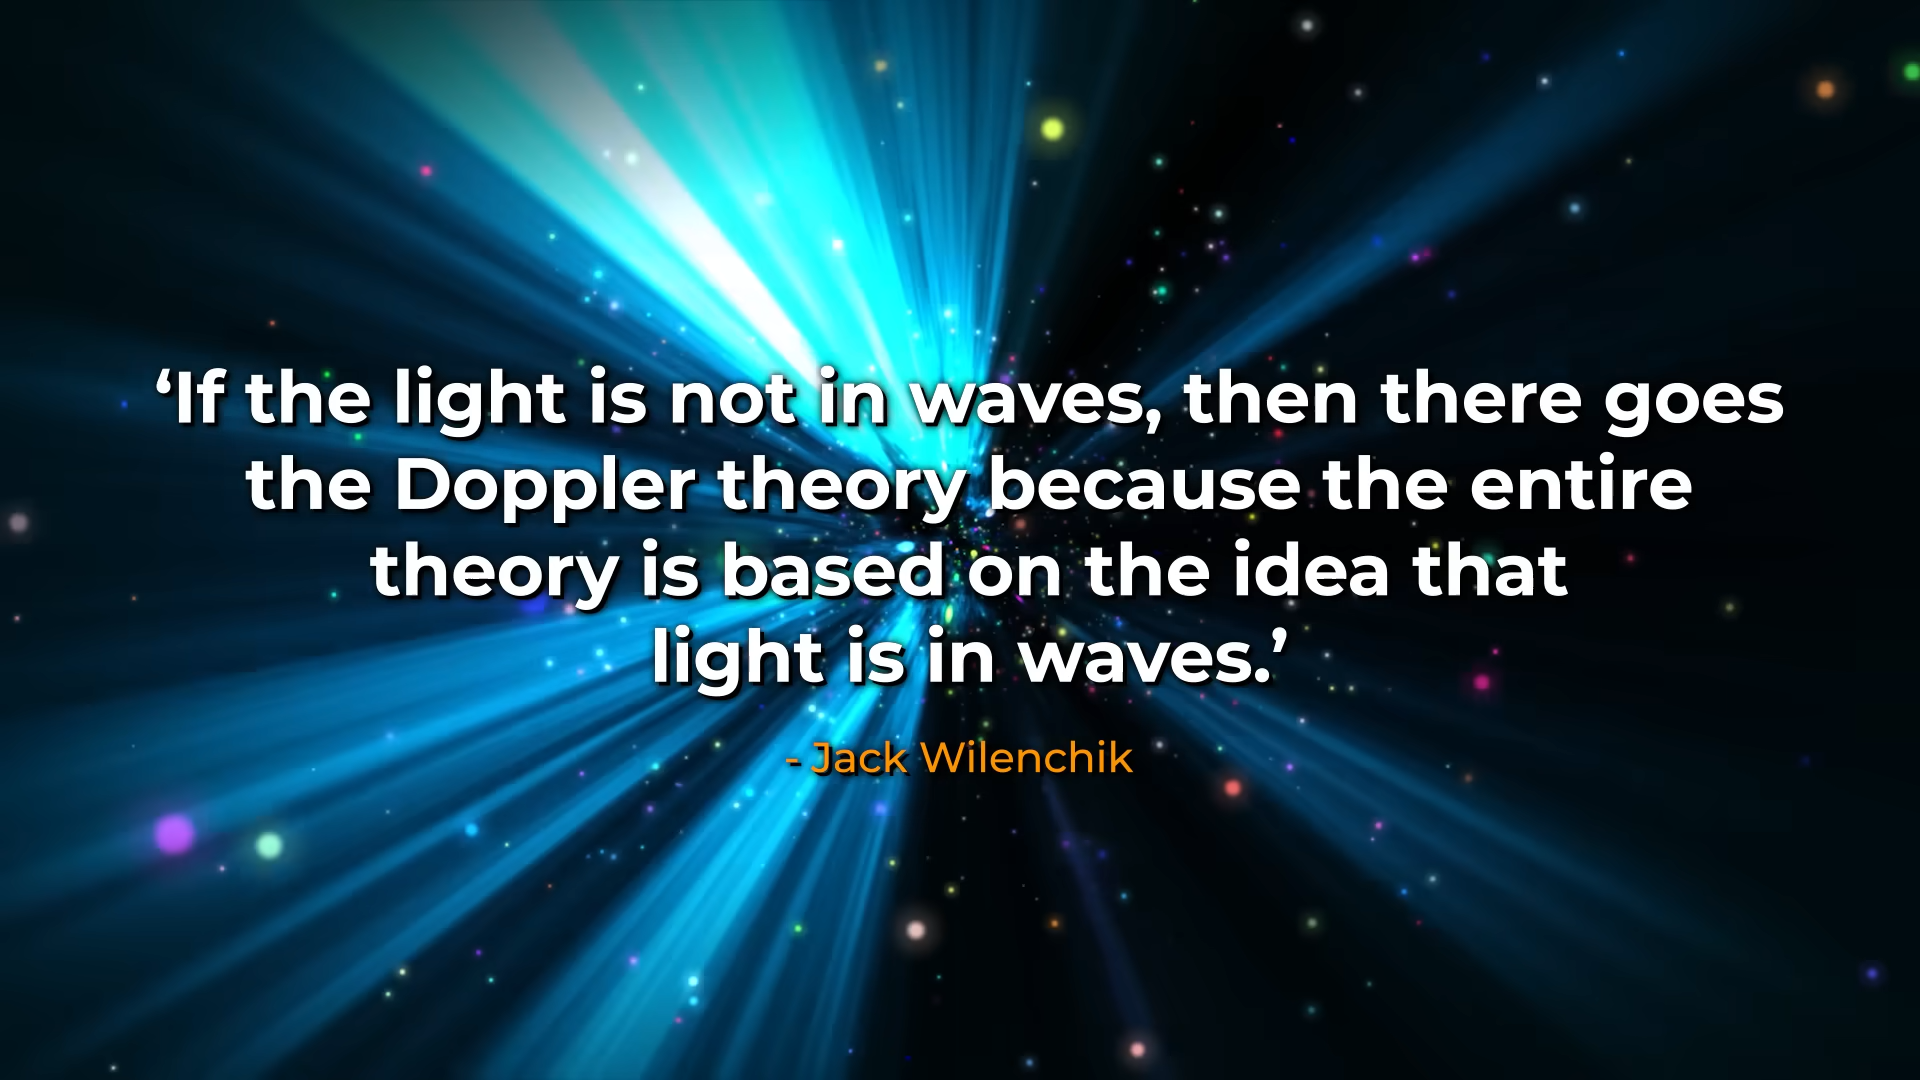 ‘If the light is not in waves, then there goes
the Doppler theory because the entire
theory is based on the idea that
light is in waves.’
- Jack Wilenchik